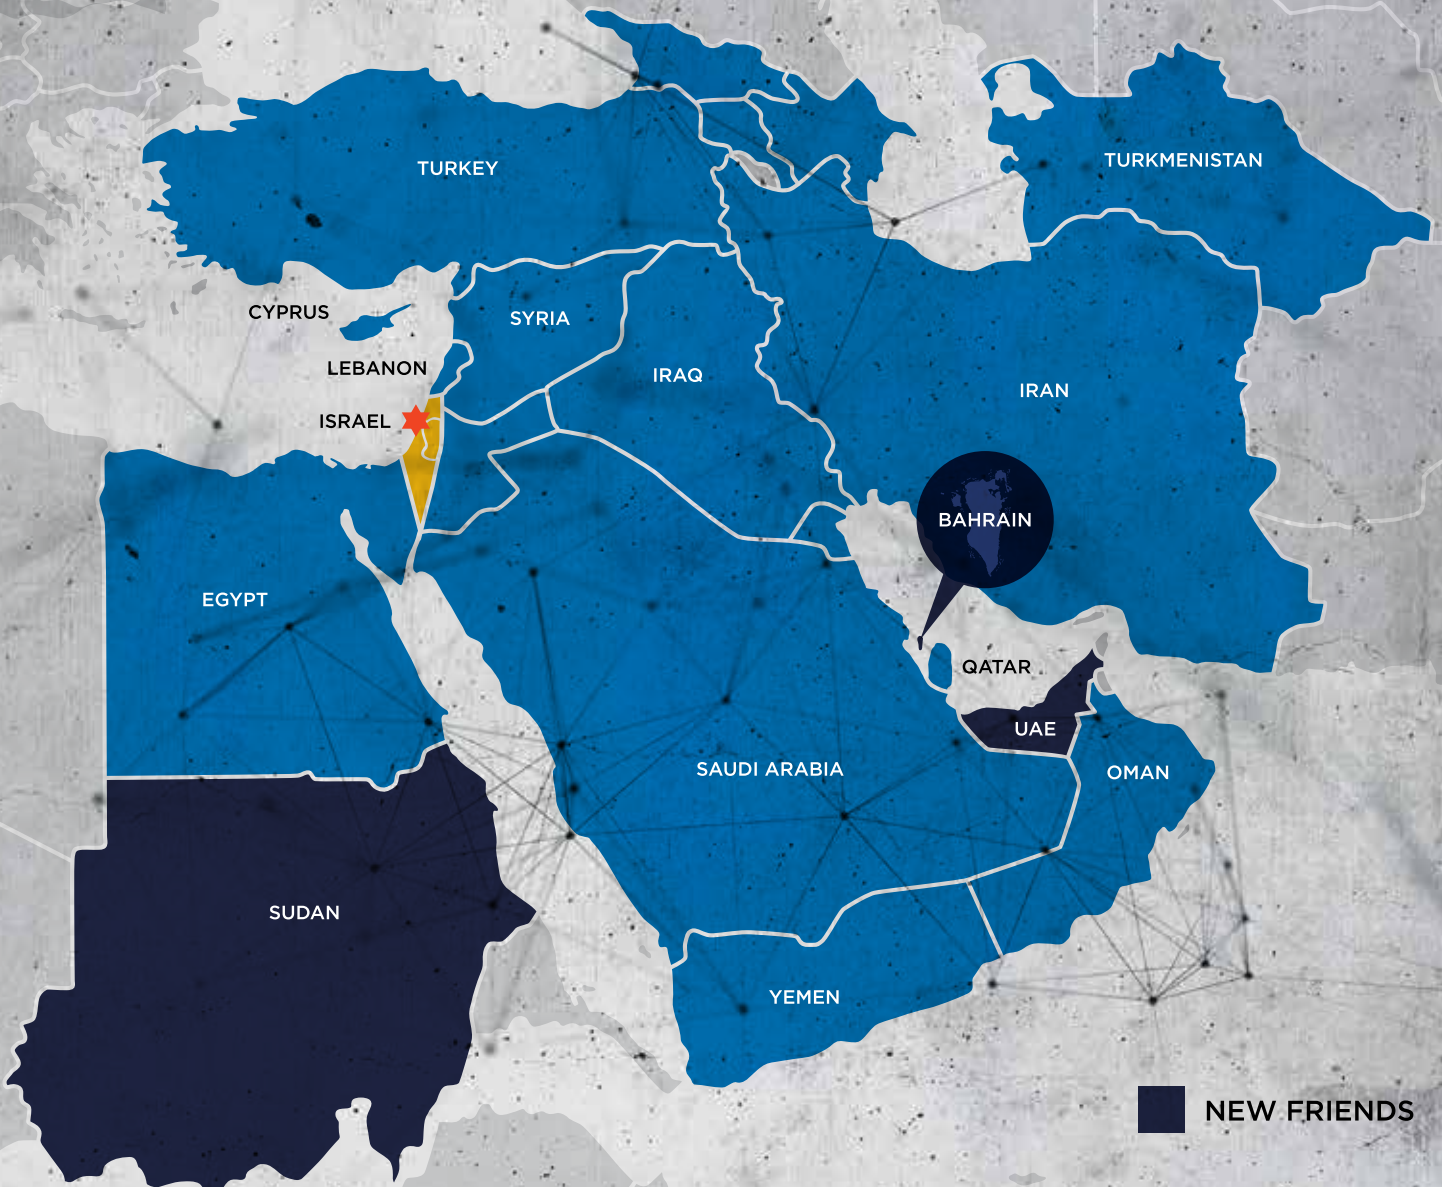 TURKEY
TURKMENISTAN
CYPRUS
SYRIA
LEBANON
IRAQ
IRAN
ISRAEL
BAHRAIN
EGYPT
QATAR
UAE
SAUDI ARABIA
OMAN
SUDAN
YEMEN
NEW FRIENDS